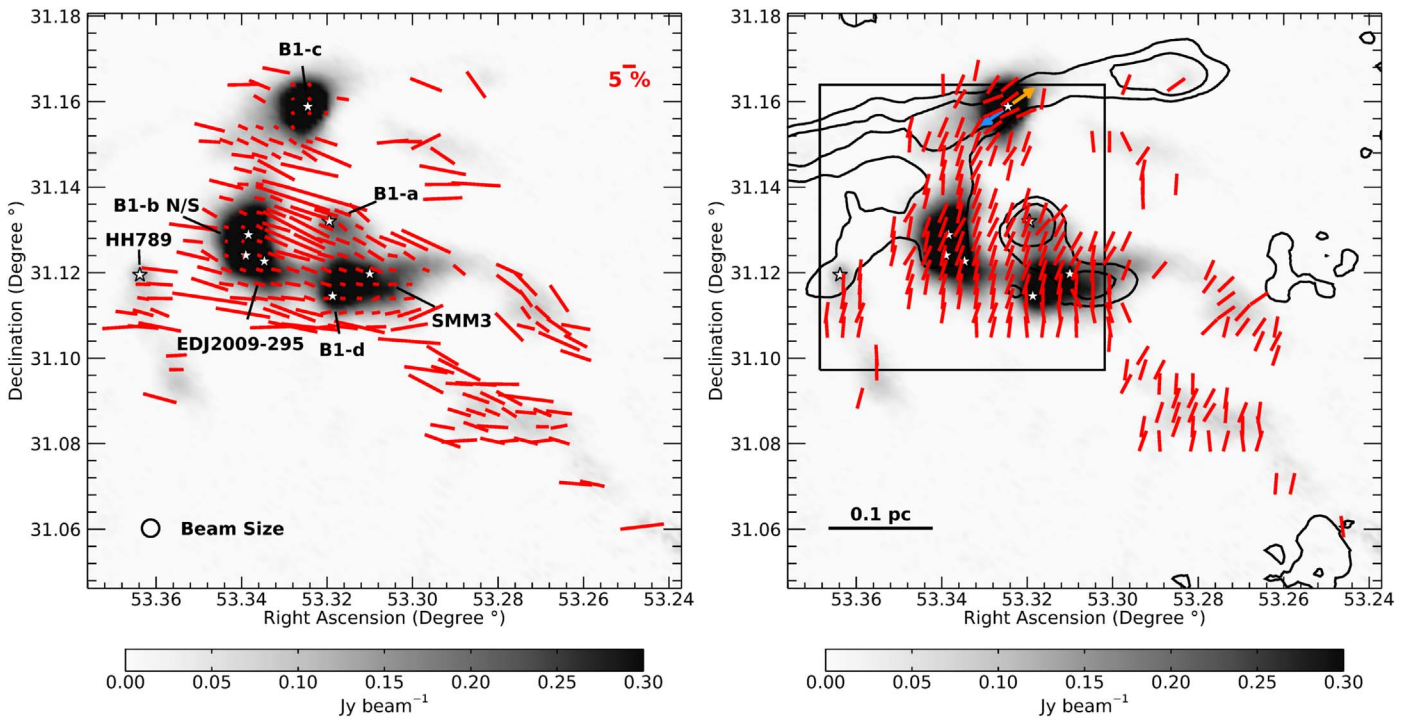 31.18
31.16
31.14
31.12
31.10
31.08
31.06
Declination (Degree °)
B1-c
5 %
B1-a
B1-b N/S
HH789
SMM3
EDJ2009-295
B1-d
Beam Size
53.36
53.34
53.32
53.30
53.28
53.26
53.24
Right Ascension (Degree °)
0.00
0.05
0.10
0.15
0.20
0.25
0.30
Jy beam⁻¹
31.18
31.16
31.14
31.12
31.10
31.08
31.06
Declination (Degree °)
0.1 pc
53.36
53.34
53.32
53.30
53.28
53.26
53.24
Right Ascension (Degree °)
0.00
0.05
0.10
0.15
0.20
0.25
0.30
Jy beam⁻¹